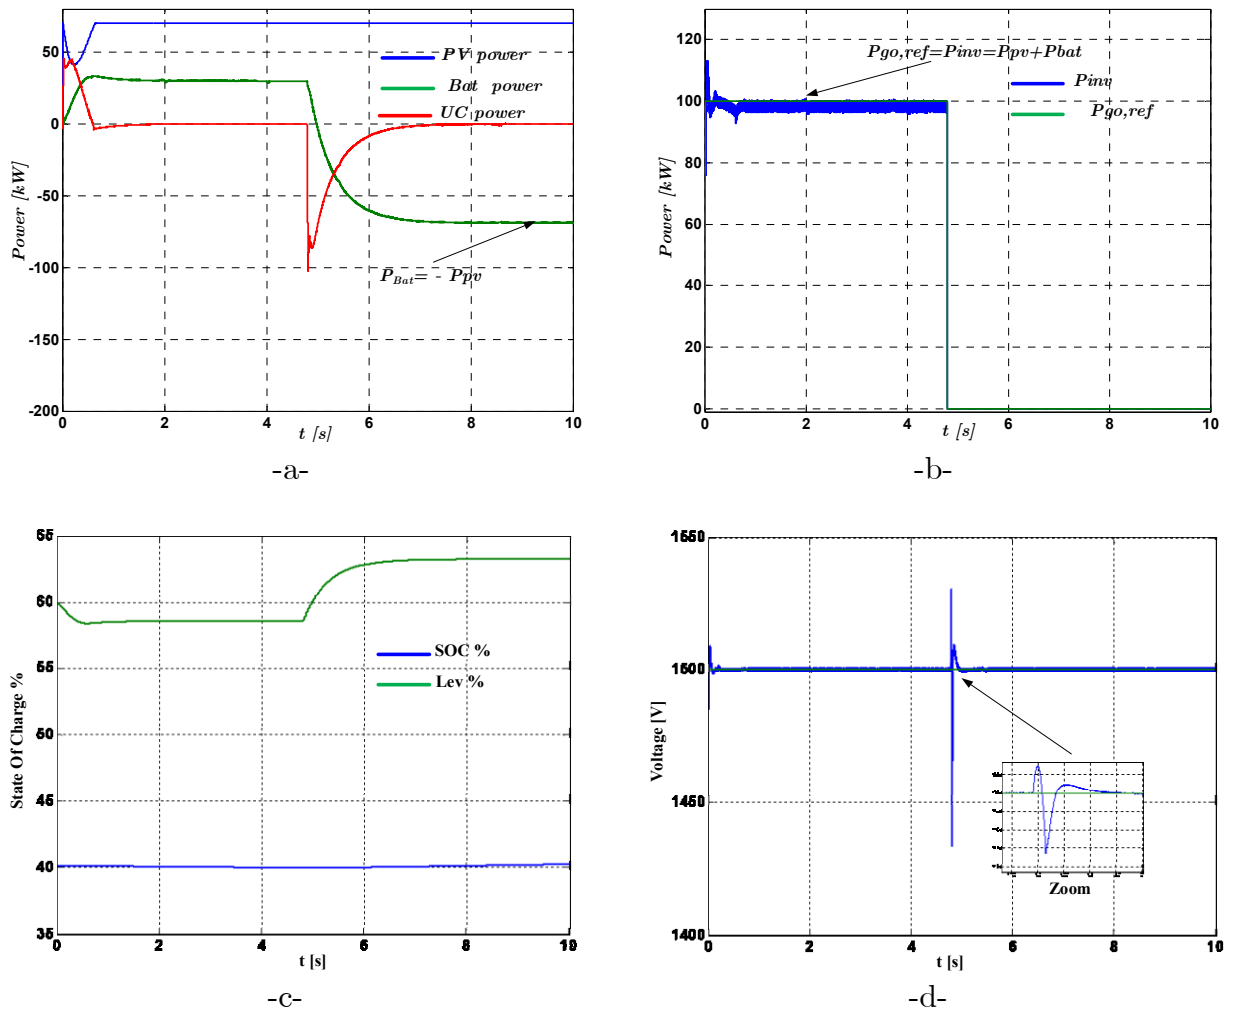 50
0
-50
-100
-150
-200
0
2
4
6
8
10
Power [kW]
t [s]
PV power
Bat power
UC power
P_Bat= - Ppv
-a-
120
100
80
60
40
20
0
0
2
4
6
8
10
Power [kW]
t [s]
Pgo,ref=Pinv=Ppv+Pbat
Pinv
Pgo,ref
-b-
65
60
55
50
45
40
35
0
2
4
6
8
10
State Of Charge %
t [s]
SOC %
Lev %
-c-
1550
1500
1450
1400
0
2
4
6
8
10
Voltage [V]
t [s]
Zoom
-d-